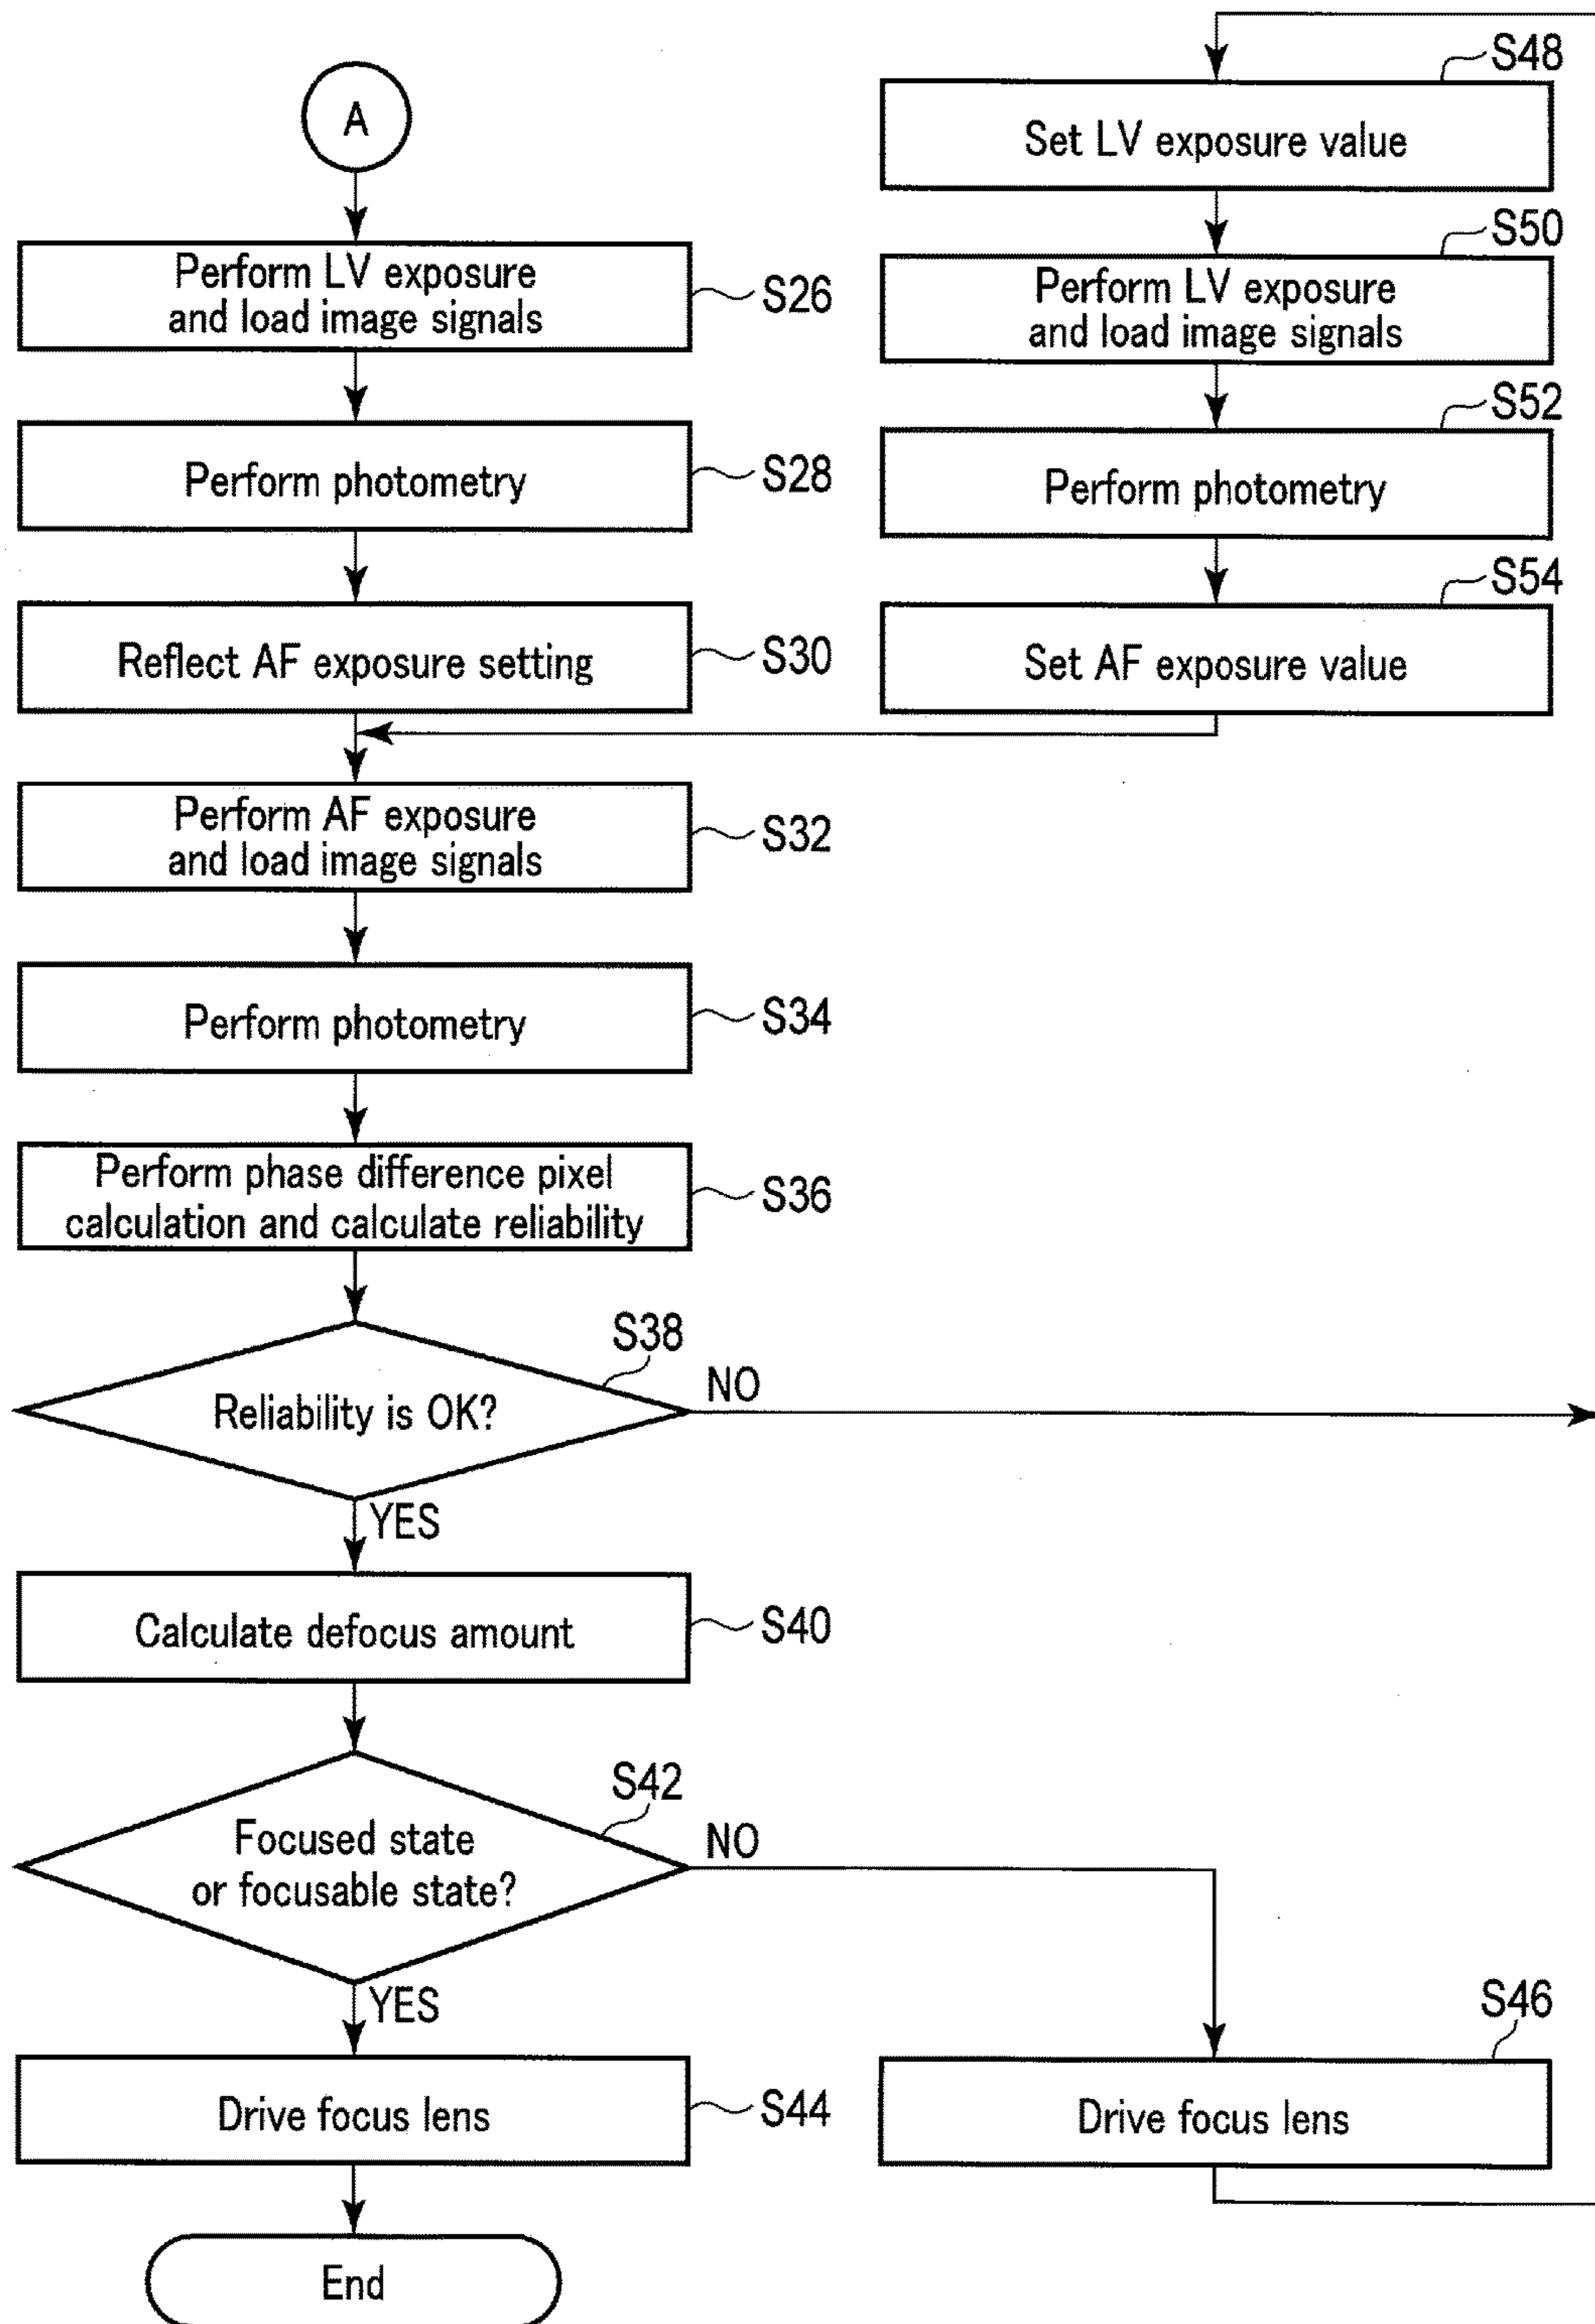 A
Perform LV exposure
and load image signals
S26
Perform photometry
S28
Reflect AF exposure setting
S30
Perform AF exposure
and load image signals
S32
Perform photometry
S34
Perform phase difference pixel
calculation and calculate reliability
S36
S38
Reliability is OK?
NO
YES
Calculate defocus amount
S40
S42
Focused state
or focusable state?
NO
YES
Drive focus lens
S44
End
S46
Drive focus lens
S48
Set LV exposure value
S50
Perform LV exposure
and load image signals
S52
Perform photometry
S54
Set AF exposure value